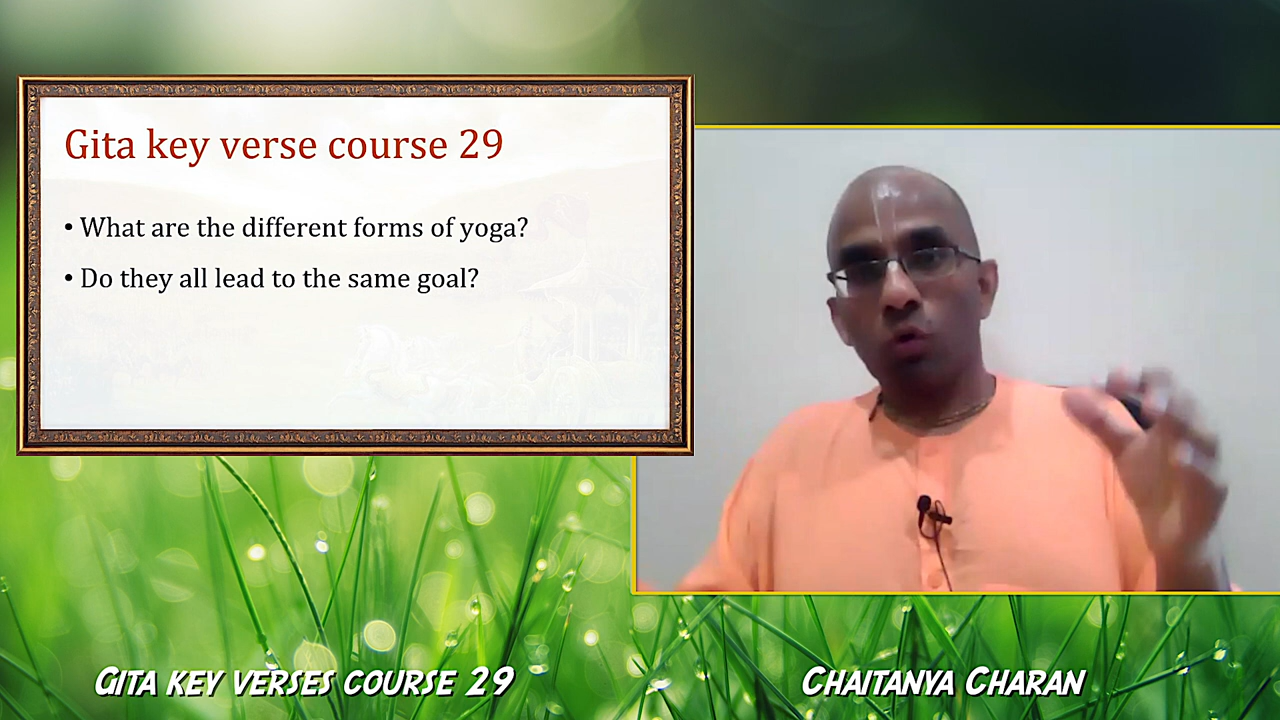 Gita key verse course 29
• What are the different forms of yoga?
• Do they all lead to the same goal?
Gita key verses course 29
Chaitanya Charan